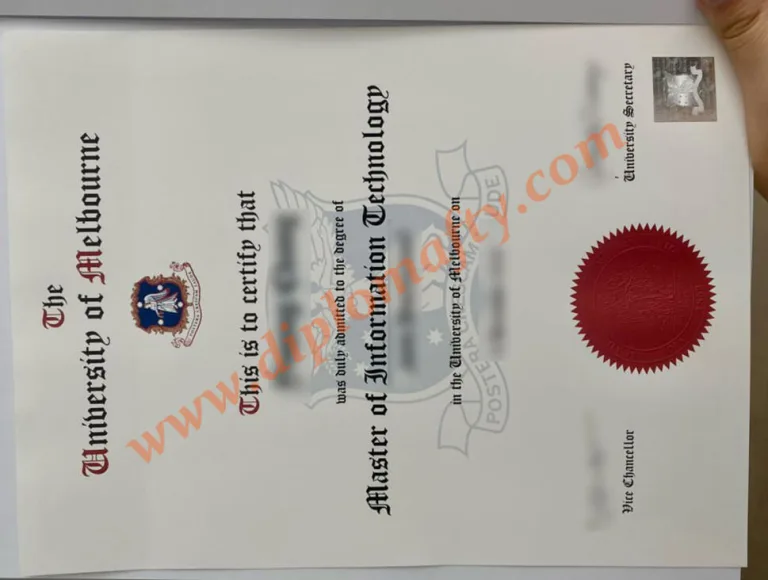 The
University of Melbourne
This is to certify that
was duly admitted to the degree of
Master of Information Technology
in the University of Melbourne on
POSTERA CRESCAM LAUDE
Vice Chancellor
University Secretary
www.diplomafty.com